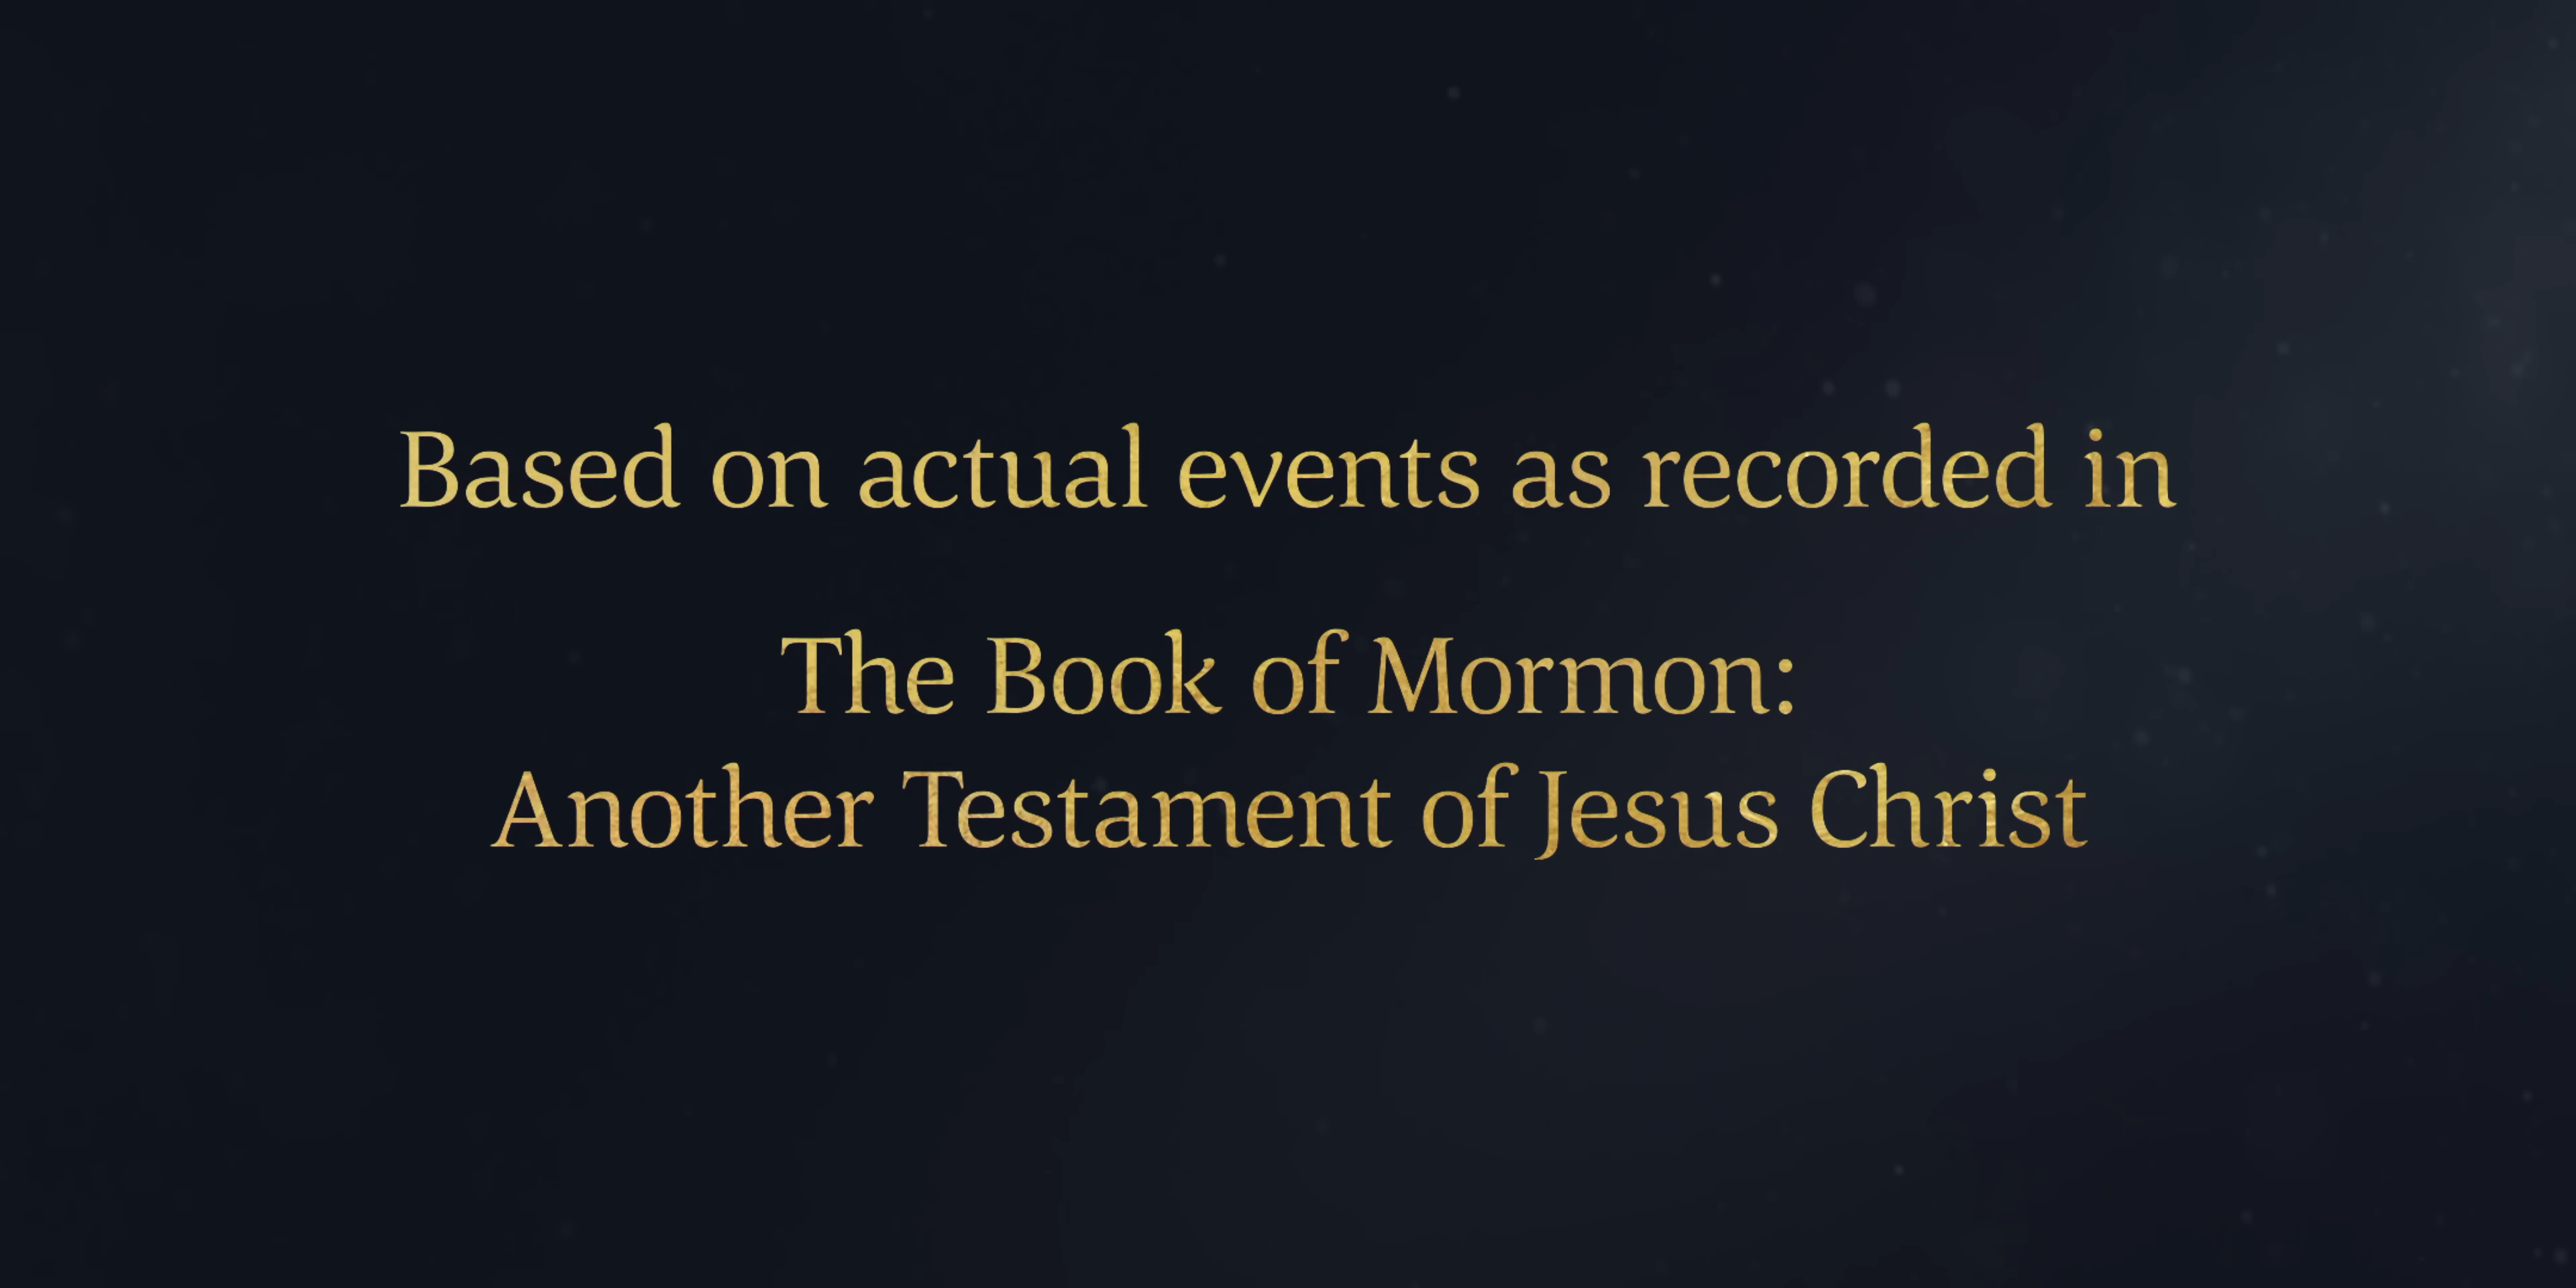 Based on actual events as recorded in
The Book of Mormon:
Another Testament of Jesus Christ